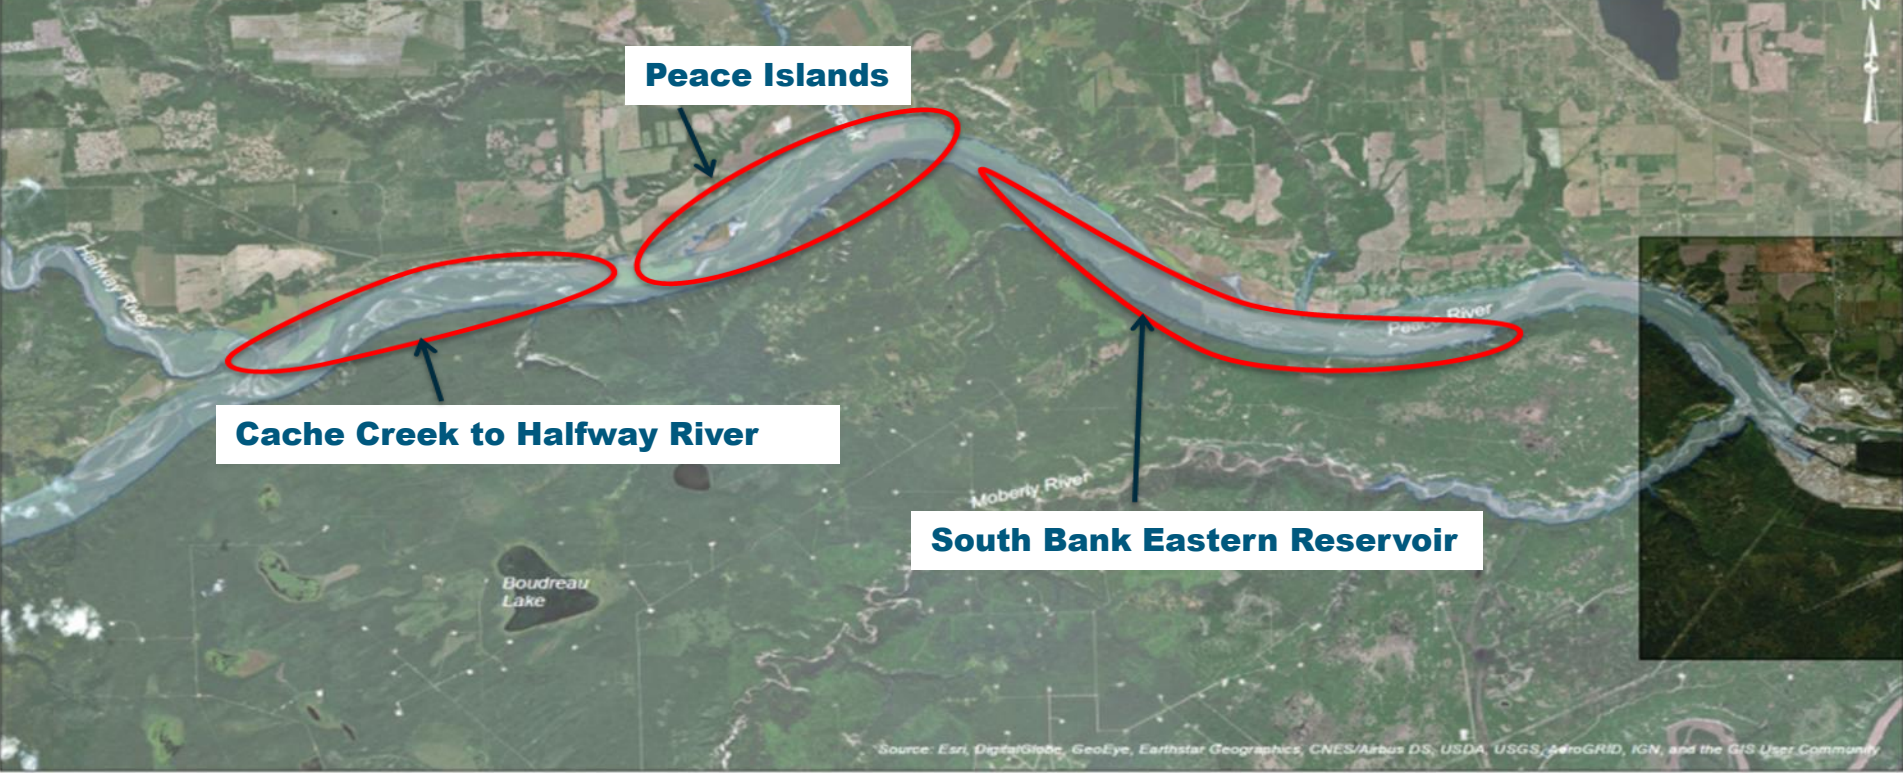 N
Peace Islands
Creek
Halfway River
Peace River
Cache Creek to Halfway River
Moberly River
South Bank Eastern Reservoir
Boudreau
Lake
Source: Esri, DigitalGlobe, GeoEye, Earthstar Geographics, CNES/Airbus DS, USDA, USGS, AeroGRID, IGN, and the GIS User Community